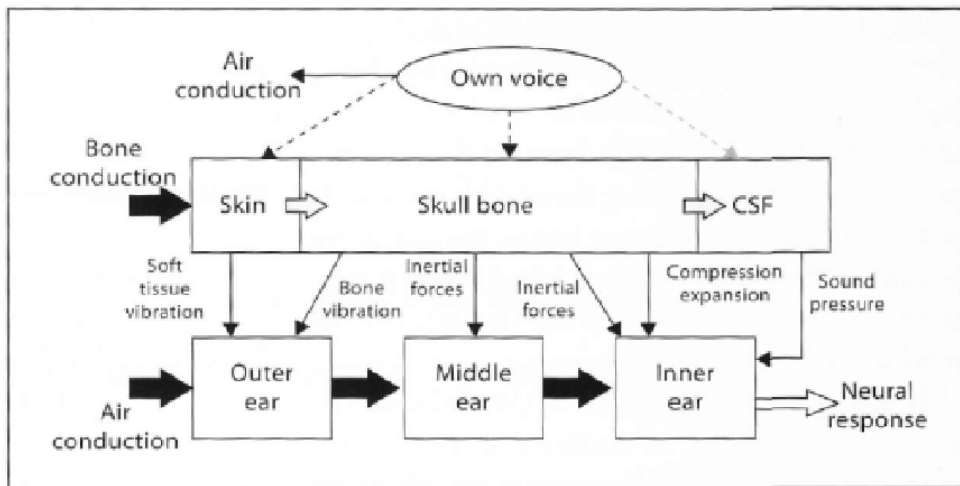 Air
conduction
Own voice
Bone
conduction
Skin
Skull bone
CSF
Soft
tissue
vibration
Bone
vibration
Inertial
forces
Inertial
forces
Compression
expansion
Sound
pressure
Air
conduction
Outer
ear
Middle
ear
Inner
ear
Neural
response